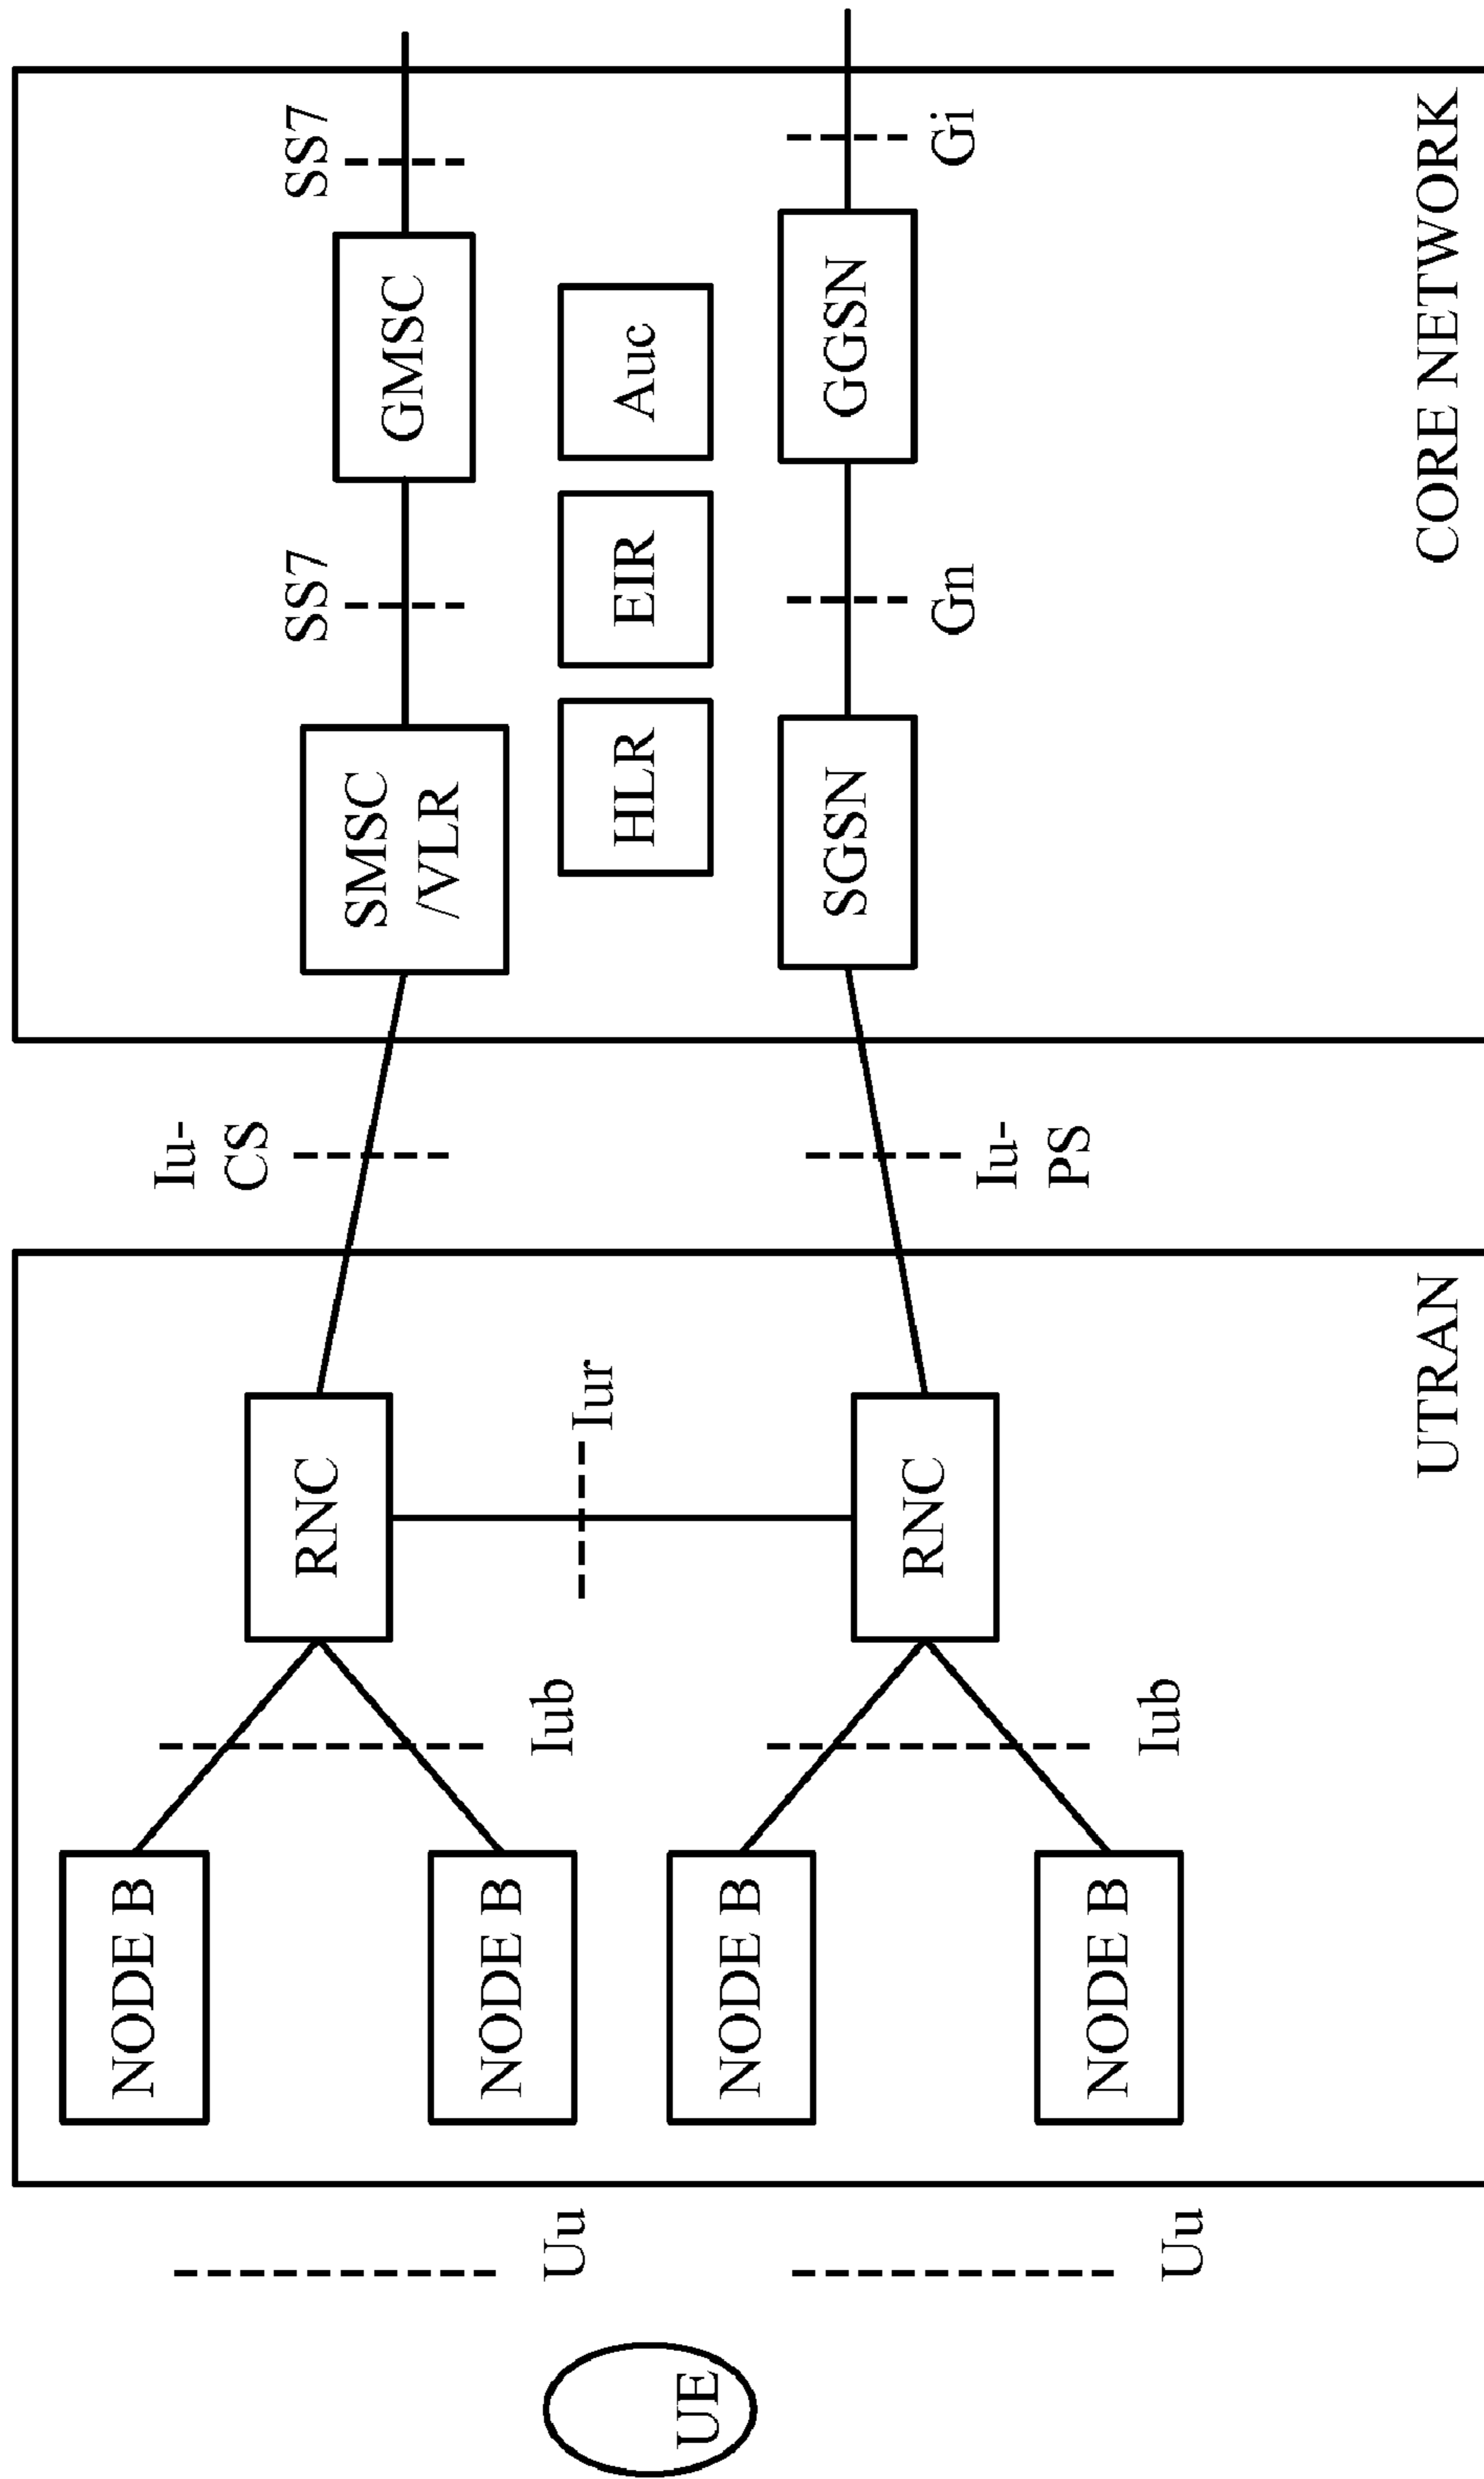 UE
Uu
Uu
NODE B
NODE B
NODE B
NODE B
Iub
Iub
RNC
RNC
Iur
UTRAN
Iu-
CS
Iu-
PS
SMSC
/VLR
SS7
GMSC
SS7
HLR
EIR
Auc
SGSN
Gn
GGSN
Gi
CORE NETWORK